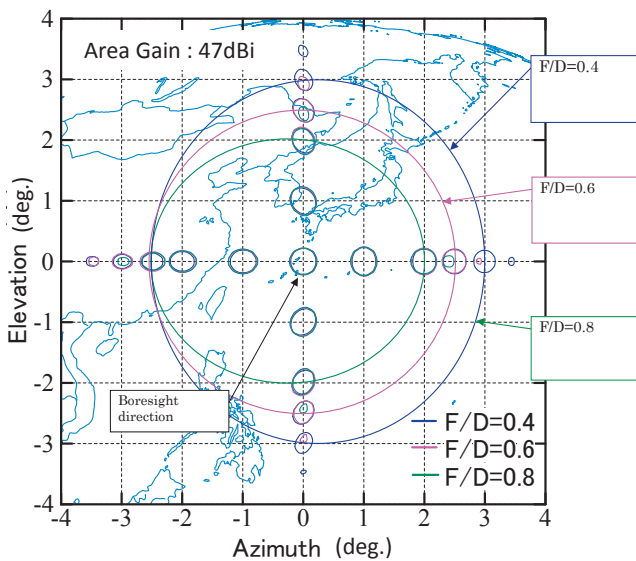 Area Gain : 47dBi
F/D=0.4
F/D=0.6
F/D=0.8
Boresight
direction
F/D=0.4
F/D=0.6
F/D=0.8
4
3
2
1
0
-1
-2
-3
-4
Elevation (deg.)
-4 -3 -2 -1 0 1 2 3 4
Azimuth (deg.)